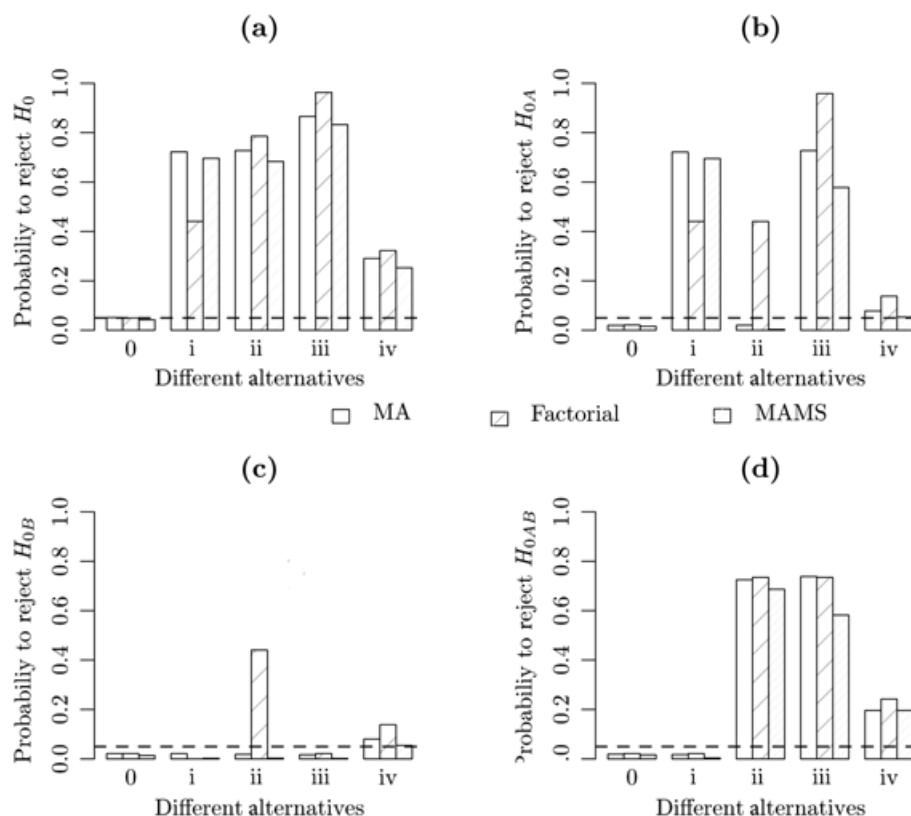 (a)
Probabiliy to reject H0
1.0
0.8
0.6
0.4
0.2
0.0
0 i ii iii iv
Different alternatives
(b)
Probabiliy to reject H0A
1.0
0.8
0.6
0.4
0.2
0.0
0 i ii iii iv
Different alternatives
MA Factorial MAMS
(c)
Probabiliy to reject H0B
1.0
0.8
0.6
0.4
0.2
0.0
0 i ii iii iv
Different alternatives
(d)
Probabiliy to reject H0AB
1.0
0.8
0.6
0.4
0.2
.0
0 i ii iii iv
Different alternatives